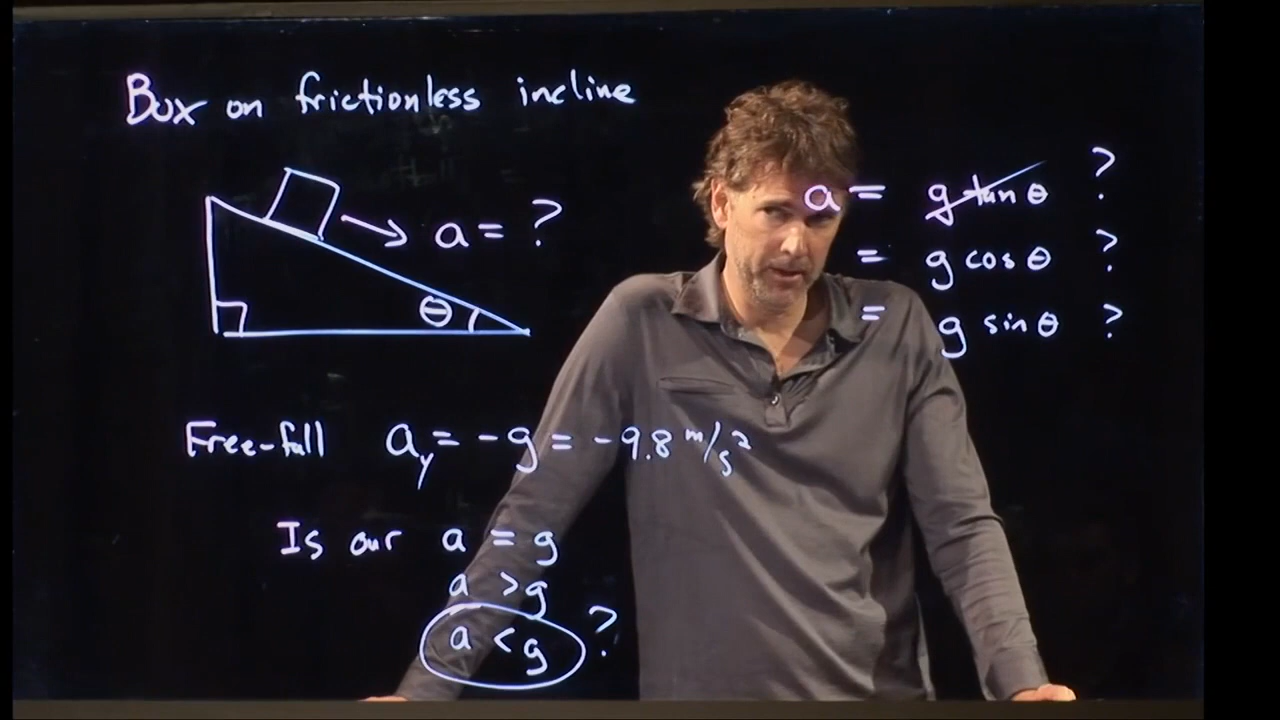 Box on frictionless incline
a = ?
θ
a = g tan θ ?
= g cos θ ?
= g sin θ ?
Free-fall a_y = -g = -9.8 m/s²
Is our a = g
a > g
a < g ?